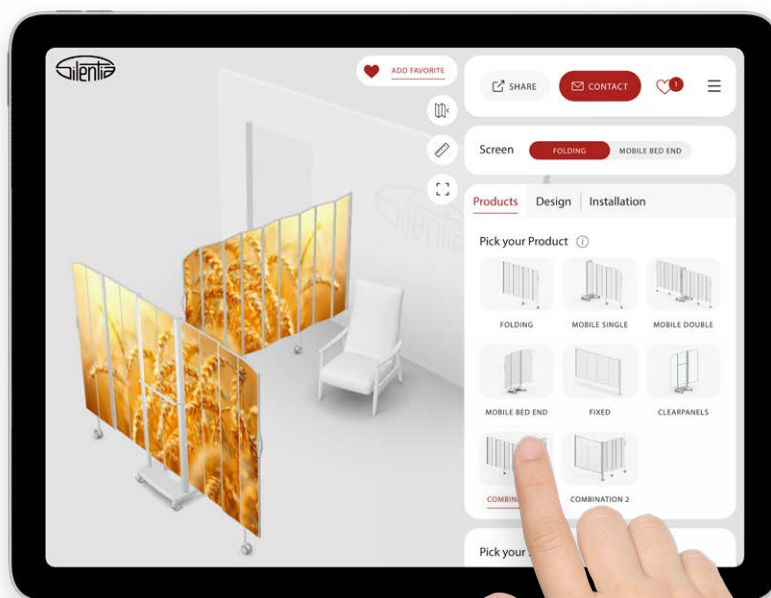 Silentia
ADD FAVORITE
SHARE
CONTACT
1
Screen
FOLDING
MOBILE BED END
Silentia
Products
Design
Installation
Pick your Product
i
FOLDING
MOBILE SINGLE
MOBILE DOUBLE
MOBILE BED END
FIXED
CLEARPANELS
COMBINATION 2
Pick your